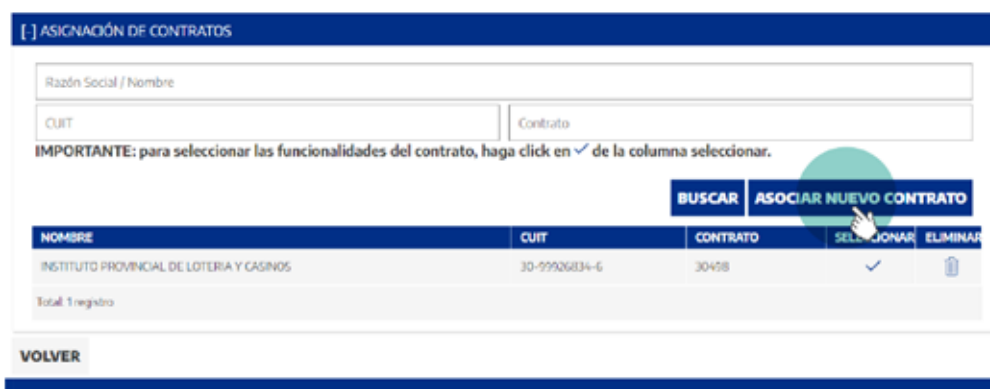 [-] ASIGNACIÓN DE CONTRATOS
Razón Social / Nombre
CUIT Contrato
IMPORTANTE: para seleccionar las funcionalidades del contrato, haga click en ✓ de la columna seleccionar.
BUSCAR ASOCIAR NUEVO CONTRATO
NOMBRE CUIT CONTRATO SELECCIONAR ELIMINAR
INSTITUTO PROVINCIAL DE LOTERIA Y CASINOS 30-99926834-6 30498
Total: 1 registro
VOLVER